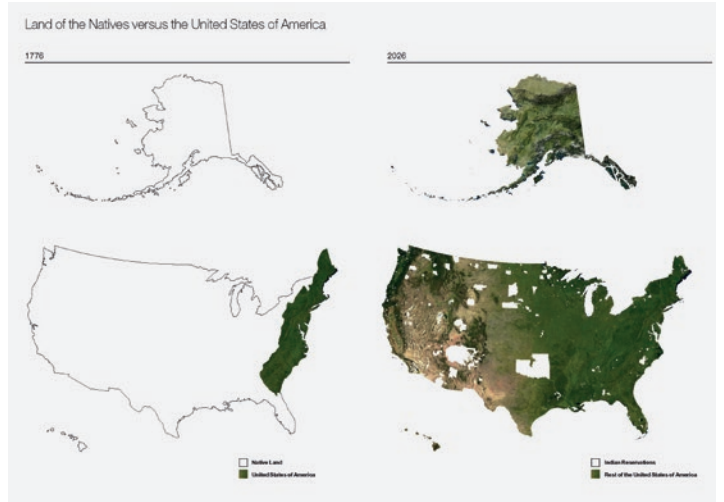 Land of the Natives versus the United States of America
1776
2026
Native Land
United States of America
Indian Reservations
Rest of the United States of America